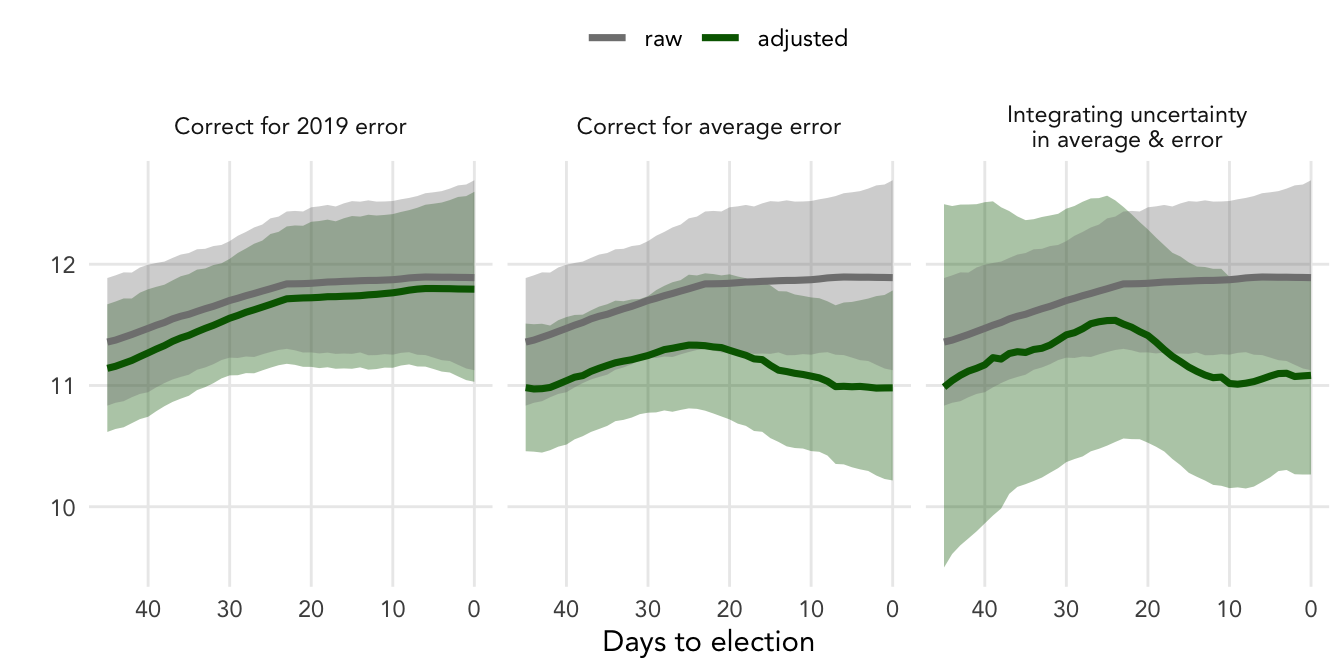 raw adjusted
Correct for 2019 error
Correct for average error
Integrating uncertainty
in average & error
12
11
10
40 30 20 10 0
40 30 20 10 0
40 30 20 10 0
Days to election